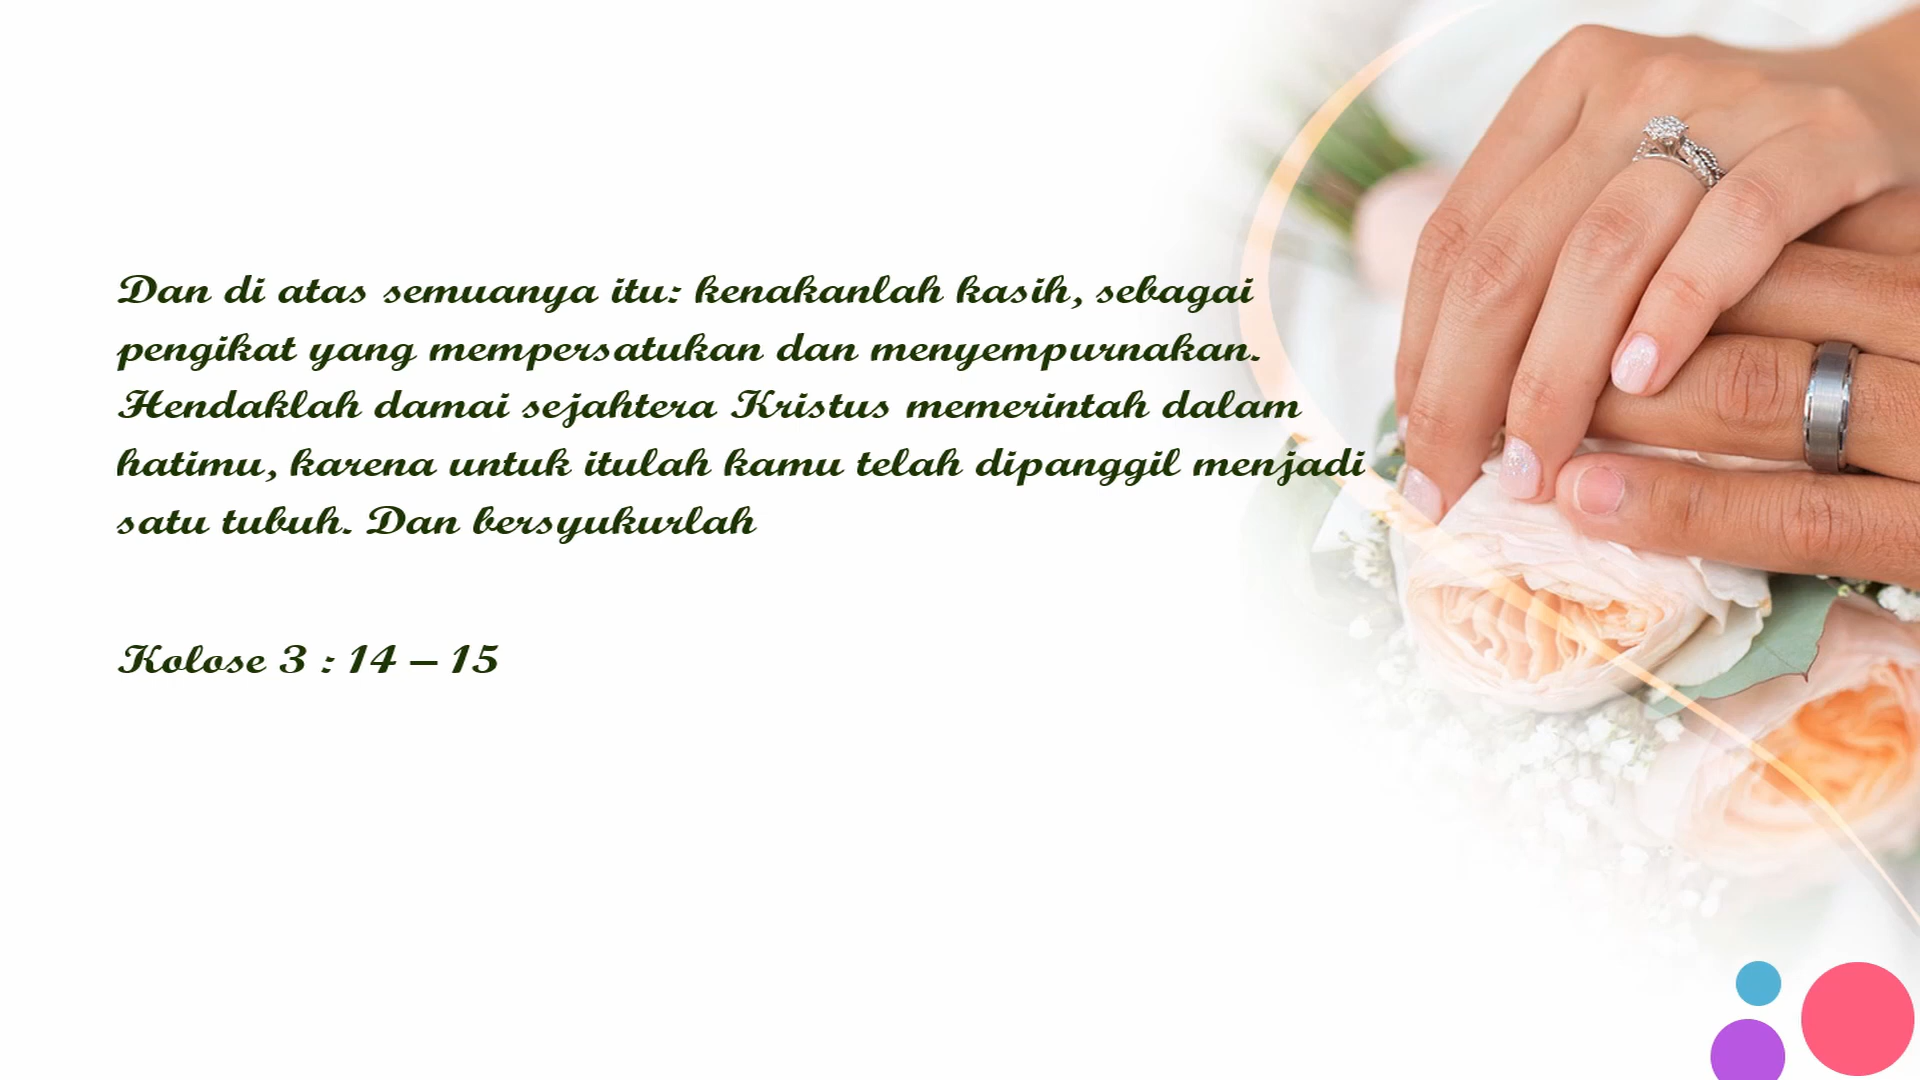 Dan di atas semuanya itu: kenakanlah kasih, sebagai
pengikat yang mempersatukan dan menyempurnakan.
Hendaklah damai sejahtera Kristus memerintah dalam
hatimu, karena untuk itulah kamu telah dipanggil menjadi
satu tubuh. Dan bersyukurlah
Kolose 3 : 14 – 15